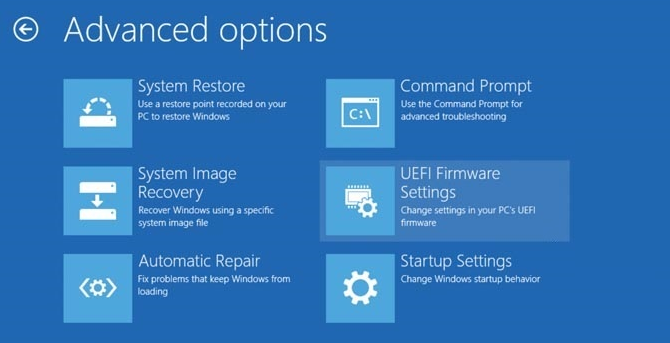 Advanced options
System Restore
Use a restore point recorded on your
PC to restore Windows
System Image
Recovery
Recover Windows using a specific
system image file
Automatic Repair
Fix problems that keep Windows from
loading
Command Prompt
Use the Command Prompt for
advanced troubleshooting
C:\
UEFI Firmware
Settings
Change settings in your PC's UEFI
firmware
Startup Settings
Change Windows startup behavior